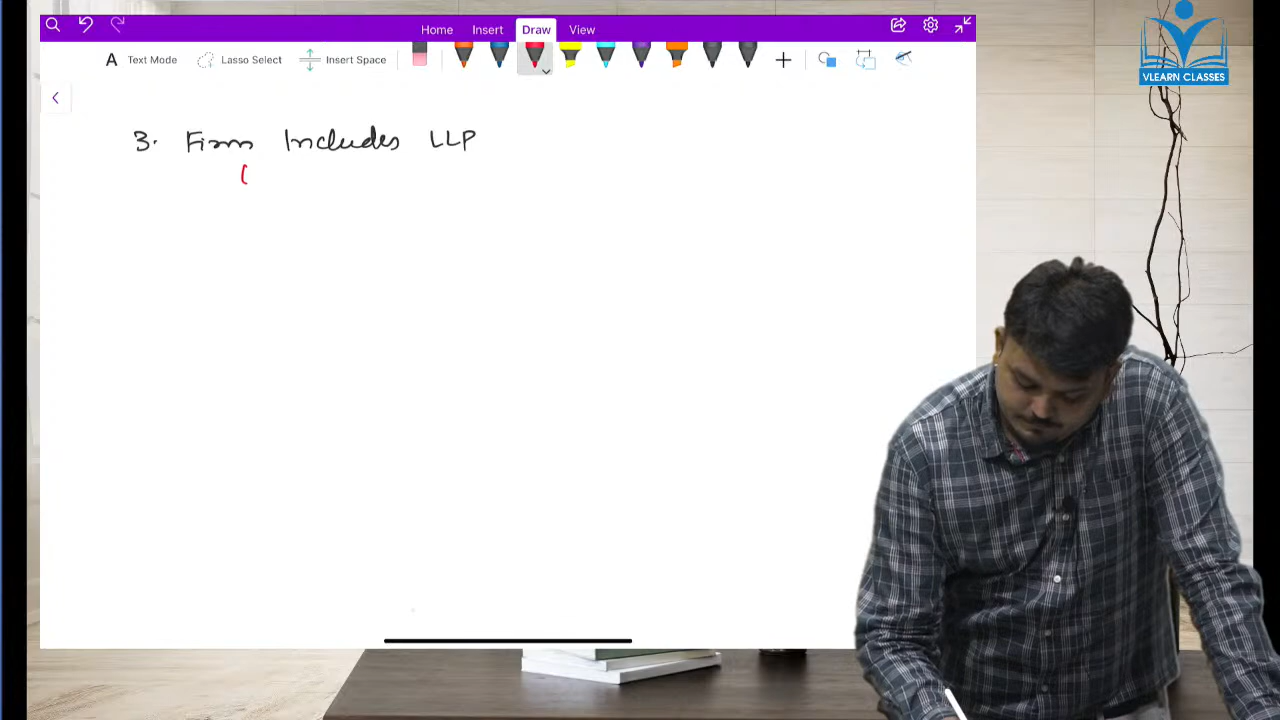 Home Insert Draw View
A Text Mode Lasso Select Insert Space
VLEARN CLASSES
3. Firm Includes LLP
(